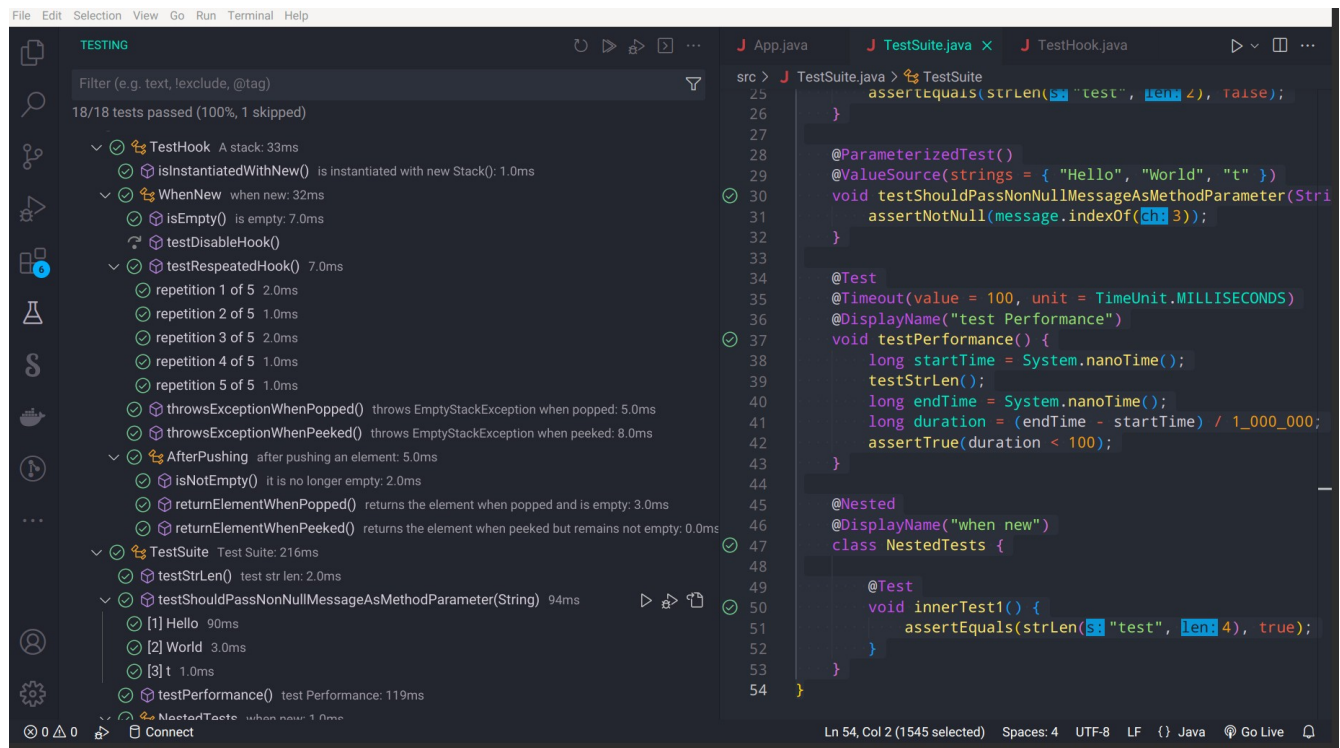 File Edit Selection View Go Run Terminal Help
TESTING
Filter (e.g. text, !exclude, @tag)
18/18 tests passed (100%, 1 skipped)
TestHook A stack: 33ms
isInstantiatedWithNew() is instantiated with new Stack(): 1.0ms
WhenNew when new: 32ms
isEmpty() is empty: 7.0ms
testDisableHook()
testRespeatedHook() 7.0ms
repetition 1 of 5 2.0ms
repetition 2 of 5 1.0ms
repetition 3 of 5 2.0ms
repetition 4 of 5 1.0ms
repetition 5 of 5 1.0ms
throwsExceptionWhenPopped() throws EmptyStackException when popped: 5.0ms
throwsExceptionWhenPeeked() throws EmptyStackException when peeked: 8.0ms
AfterPushing after pushing an element: 5.0ms
isNotEmpty() it is no longer empty: 2.0ms
returnElementWhenPopped() returns the element when popped and is empty: 3.0ms
returnElementWhenPeeked() returns the element when peeked but remains not empty: 0.0ms
TestSuite Test Suite: 216ms
testStrLen() test str len: 2.0ms
testShouldPassNonNullMessageAsMethodParameter(String) 94ms
[1] Hello 90ms
[2] World 3.0ms
[3] t 1.0ms
testPerformance() test Performance: 119ms
NestedTests when new: 1.0ms
6
J App.java J TestSuite.java × J TestHook.java
src > J TestSuite.java > TestSuite
25 assertEquals(strLen(s: "test", len: 2), false);
26 }
27
28 @ParameterizedTest()
29 @ValueSource(strings = { "Hello", "World", "t" })
30 void testShouldPassNonNullMessageAsMethodParameter(Stri
31 assertNotNull(message.indexOf(ch: 3));
32 }
33
34 @Test
35 @Timeout(value = 100, unit = TimeUnit.MILLISECONDS)
36 @DisplayName("test Performance")
37 void testPerformance() {
38 long startTime = System.nanoTime();
39 testStrLen();
40 long endTime = System.nanoTime();
41 long duration = (endTime - startTime) / 1_000_000;
42 assertTrue(duration < 100);
43 }
44
45 @Nested
46 @DisplayName("when new")
47 class NestedTests {
48
49 @Test
50 void innerTest1() {
51 assertEquals(strLen(s: "test", len: 4), true);
52 }
53 }
54 }
0 0 Connect Ln 54, Col 2 (1545 selected) Spaces: 4 UTF-8 LF {} Java Go Live